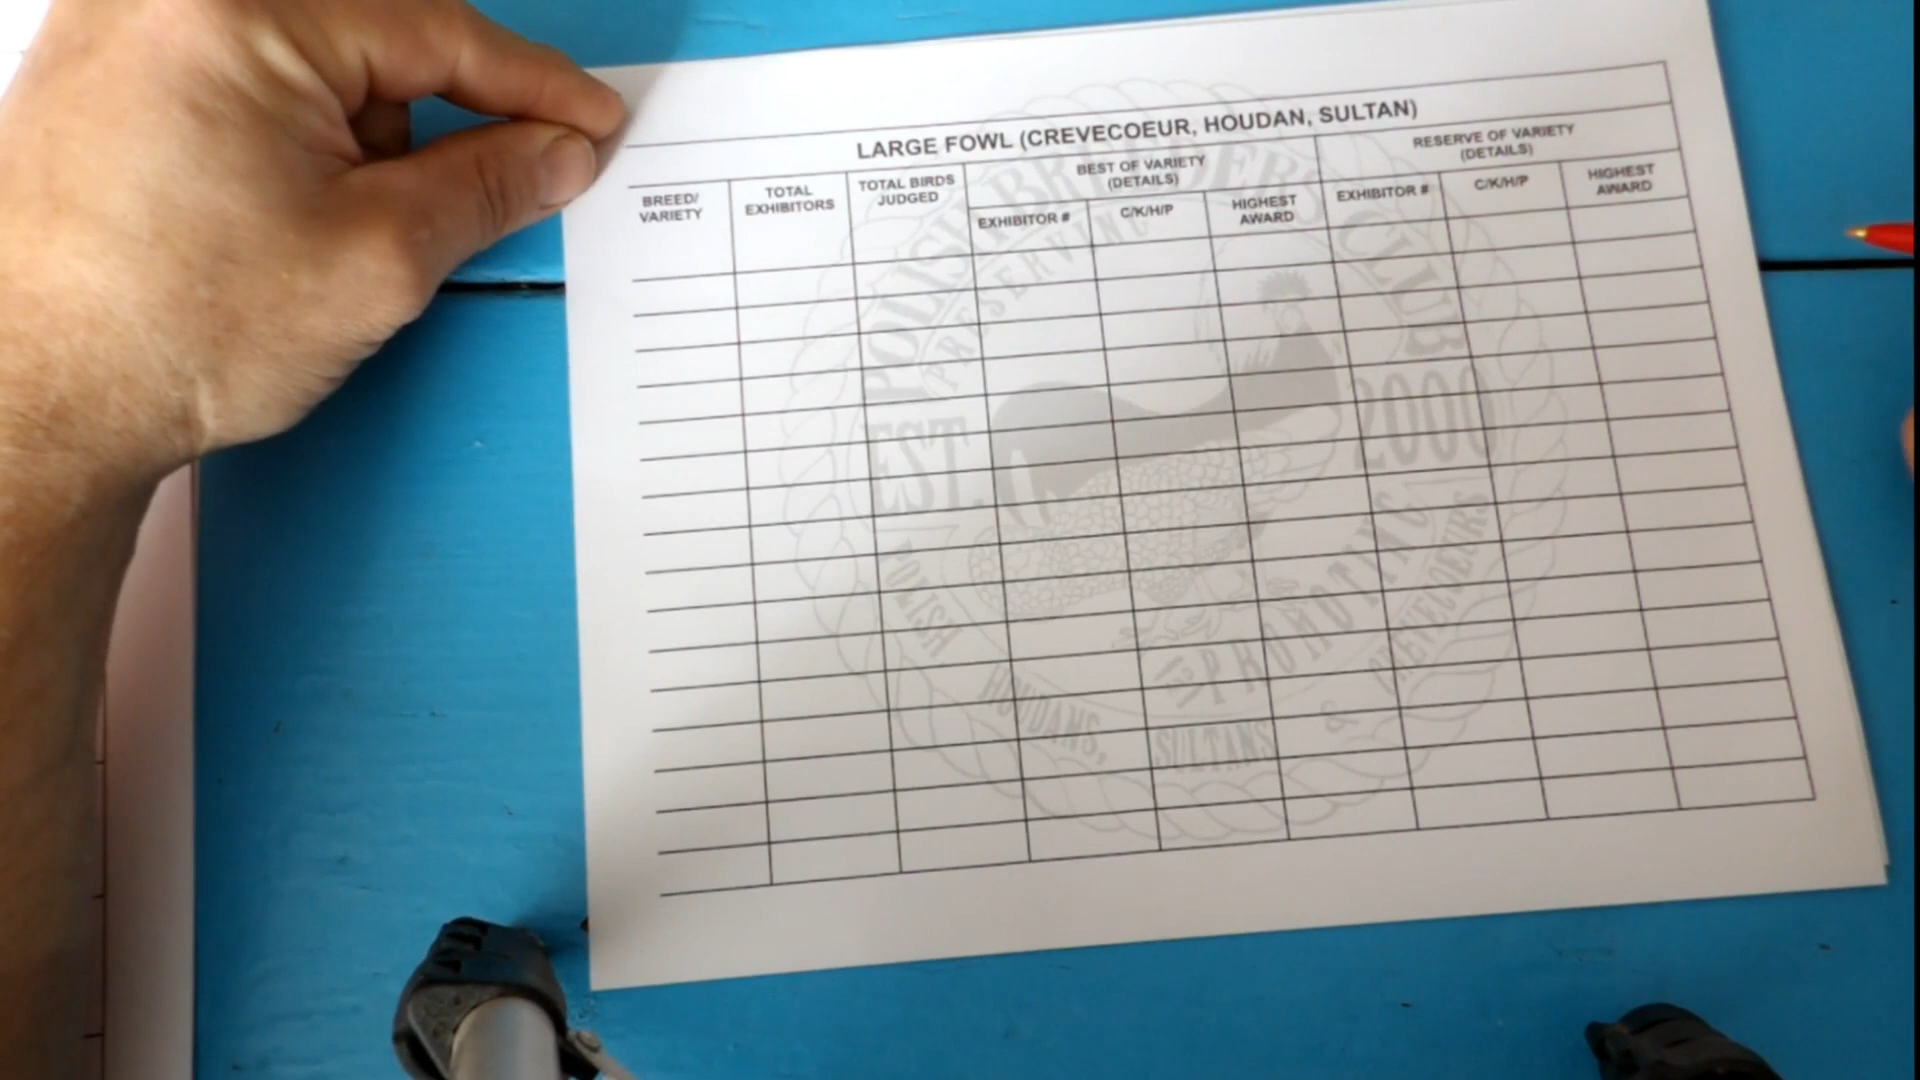 LARGE FOWL (CREVECOEUR, HOUDAN, SULTAN)
BREED/
VARIETY
TOTAL
EXHIBITORS
TOTAL BIRDS
JUDGED
BEST OF VARIETY
(DETAILS)
EXHIBITOR #
C/K/H/P
HIGHEST
AWARD
RESERVE OF VARIETY
(DETAILS)
EXHIBITOR #
C/K/H/P
HIGHEST
AWARD
POLISH BREEDERS CLUB
PRESERVING
EST. 2000
PROMOTING
POLISH, HOUDANS, SULTANS & CREVECOEURS